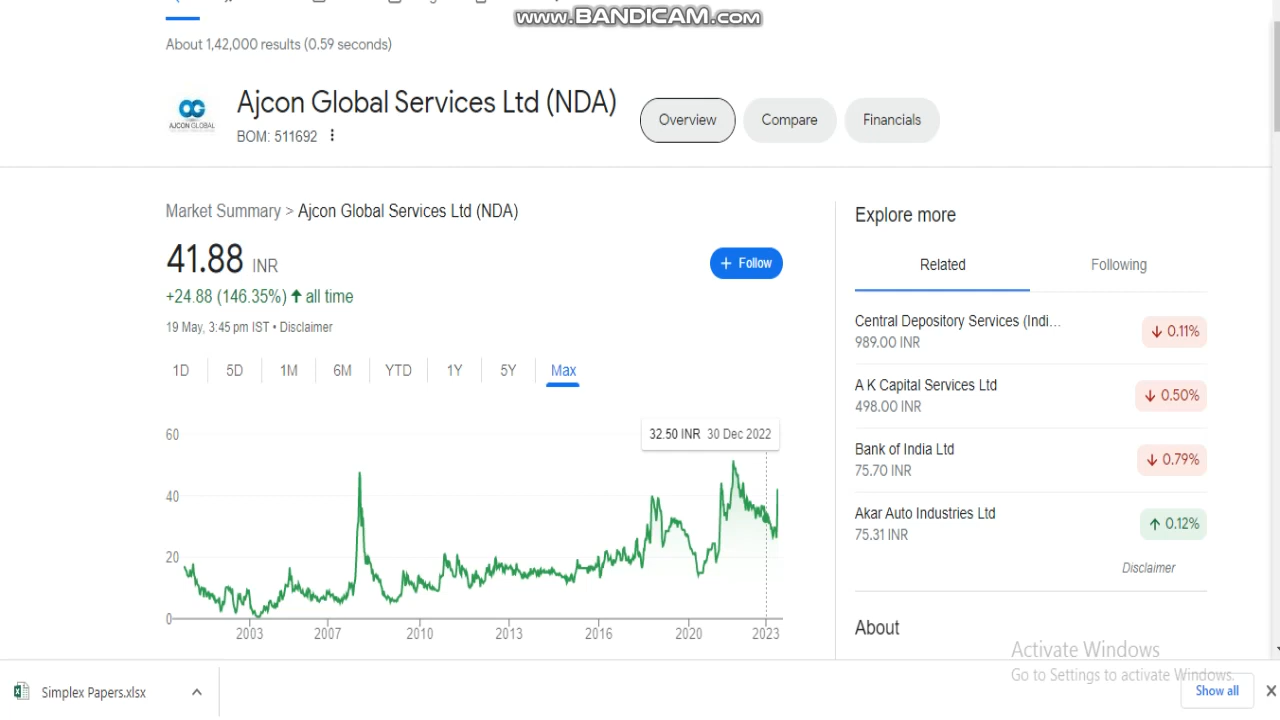 www.BANDICAM.com
About 1,42,000 results (0.59 seconds)
AJCON GLOBAL
Ajcon Global Services Ltd (NDA)
BOM: 511692
Overview
Compare
Financials
Market Summary > Ajcon Global Services Ltd (NDA)
41.88 INR
+ Follow
+24.88 (146.35%) ↑ all time
19 May, 3:45 pm IST • Disclaimer
1D 5D 1M 6M YTD 1Y 5Y Max
32.50 INR 30 Dec 2022
60
40
20
0
2003 2007 2010 2013 2016 2020 2023
Explore more
Related Following
Central Depository Services (Indi...
989.00 INR
↓ 0.11%
A K Capital Services Ltd
498.00 INR
↓ 0.50%
Bank of India Ltd
75.70 INR
↓ 0.79%
Akar Auto Industries Ltd
75.31 INR
↑ 0.12%
Disclaimer
About
Activate Windows
Go to Settings to activate Windows.
Simplex Papers.xlsx
Show all